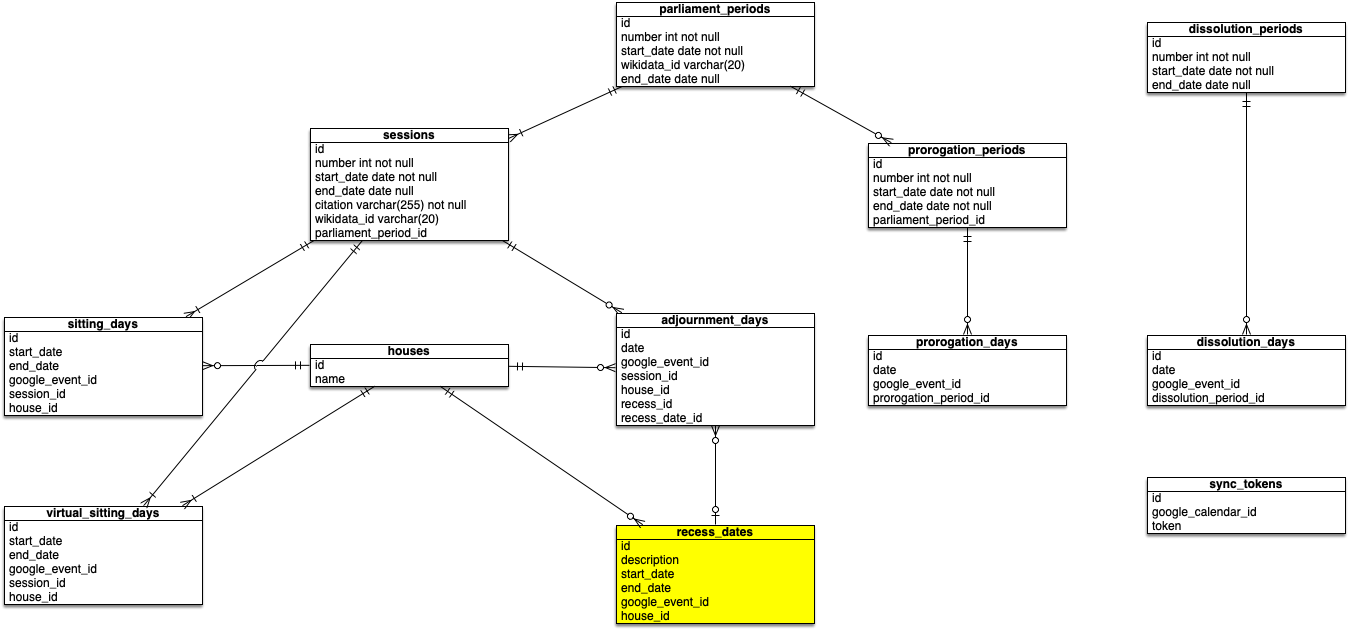 parliament_periods
id
number int not null
start_date date not null
wikidata_id varchar(20)
end_date date null
dissolution_periods
id
number int not null
start_date date not null
end_date date null
sessions
id
number int not null
start_date date not null
end_date date null
citation varchar(255) not null
wikidata_id varchar(20)
parliament_period_id
prorogation_periods
id
number int not null
start_date date not null
end_date date not null
parliament_period_id
sitting_days
id
start_date
end_date
google_event_id
session_id
house_id
houses
id
name
adjournment_days
id
date
google_event_id
session_id
house_id
recess_id
recess_date_id
prorogation_days
id
date
google_event_id
prorogation_period_id
dissolution_days
id
date
google_event_id
dissolution_period_id
virtual_sitting_days
id
start_date
end_date
google_event_id
session_id
house_id
recess_dates
id
description
start_date
end_date
google_event_id
house_id
sync_tokens
id
google_calendar_id
token